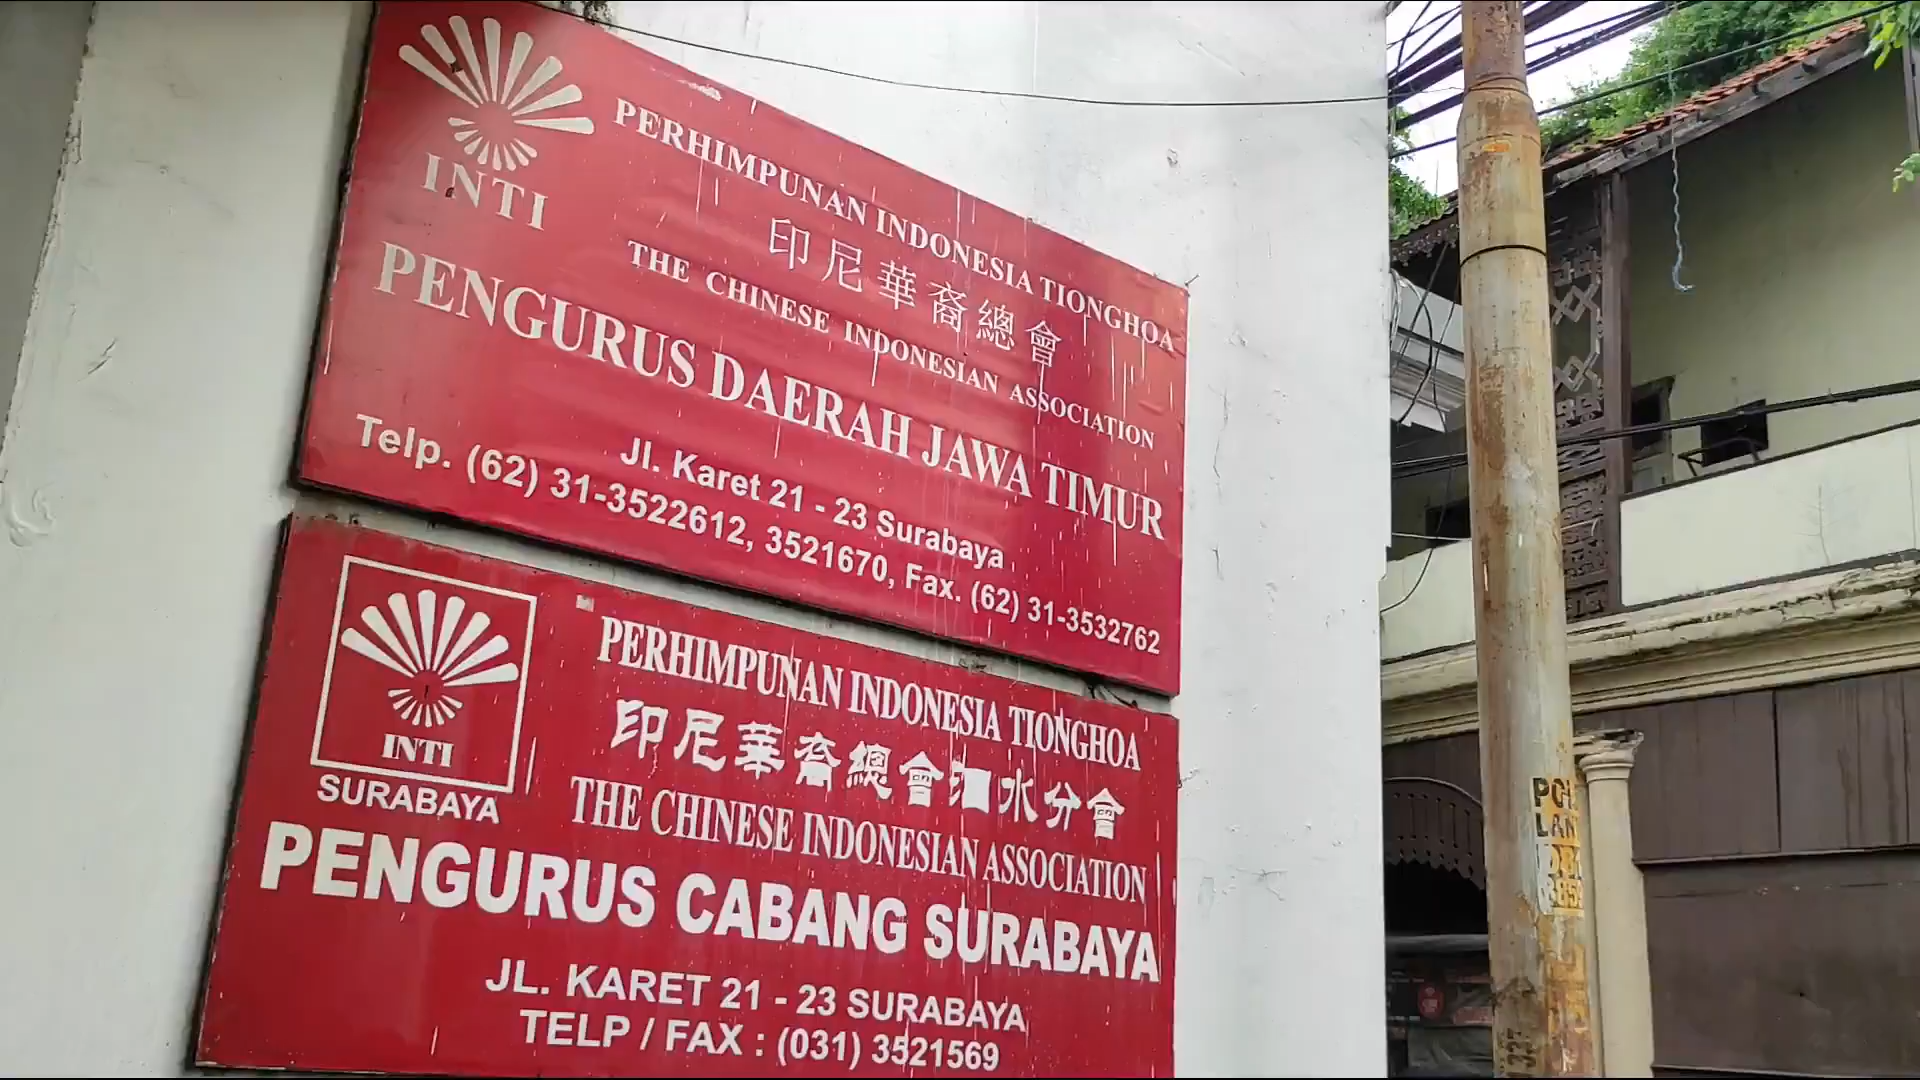 INTI
PERHIMPUNAN INDONESIA TIONGHOA
印尼華裔總會
THE CHINESE INDONESIAN ASSOCIATION
PENGURUS DAERAH JAWA TIMUR
Jl. Karet 21 - 23 Surabaya
Telp. (62) 31-3522612, 3521670, Fax. (62) 31-3532762
INTI
SURABAYA
PERHIMPUNAN INDONESIA TIONGHOA
印尼華裔總會泗水分會
THE CHINESE INDONESIAN ASSOCIATION
PENGURUS CABANG SURABAYA
JL. KARET 21 - 23 SURABAYA
TELP / FAX : (031) 3521569